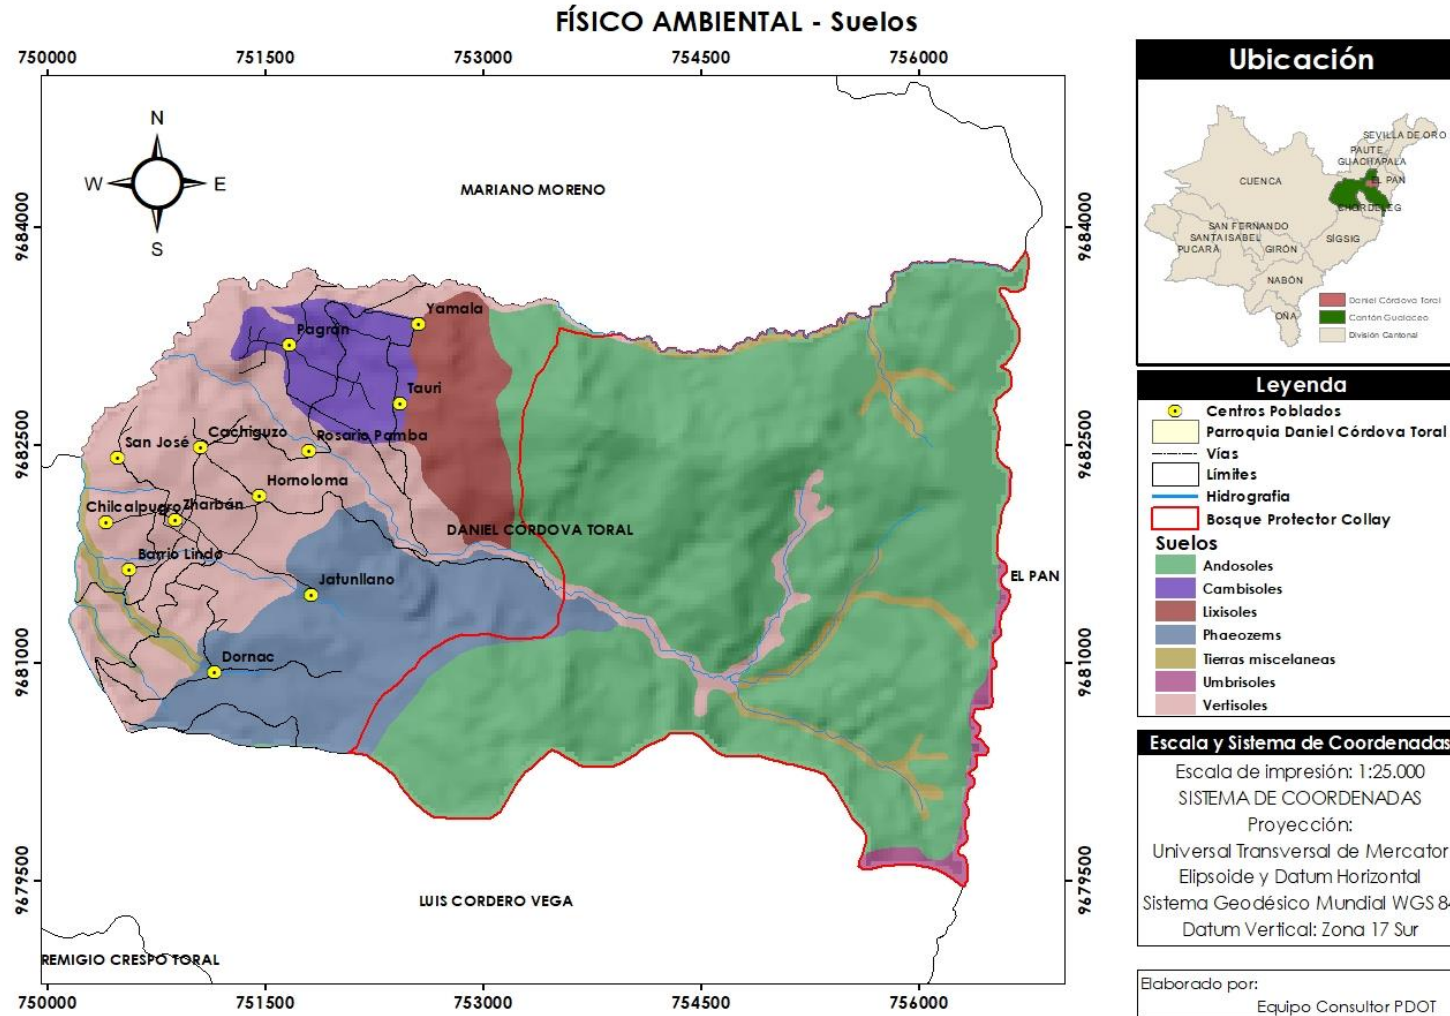 FÍSICO AMBIENTAL - Suelos
750000
751500
753000
754500
756000
9684000
9682500
9681000
9679500
N
W
E
S
MARIANO MORENO
Yamala
Pagran
Tauri
San José
Cachiguzo
Rosario Pamba
Hornoloma
Chilcalpugro
Zharbán
DANIEL CÓRDOVA TORAL
Barrio Lindo
Jatunllano
EL PAN
Dornac
LUIS CORDERO VEGA
REMIGIO CRESPO TORAL
9684000
9682500
9681000
9679500
750000
751500
753000
754500
756000
Ubicación
SEVILLA DE ORO
PAUTE
GUACHAPALA
CUENCA
EL PAN
CHORDELEG
SAN FERNANDO
SANTA ISABEL
SÍGSIG
PUCARÁ
GIRÓN
NABÓN
OÑA
Daniel Córdova Toral
Cantón Gualaceo
División Cantonal
Leyenda
Centros Poblados
Parroquia Daniel Córdova Toral
Vías
Límites
Hidrografia
Bosque Protector Collay
Suelos
Andosoles
Cambisoles
Lixisoles
Phaeozems
Tierras miscelaneas
Umbrisoles
Vertisoles
Escala y Sistema de Coordenadas
Escala de impresión: 1:25.000
SISTEMA DE COORDENADAS
Proyección:
Universal Transversal de Mercator
Elipsoide y Datum Horizontal
Sistema Geodésico Mundial WGS 84
Datum Vertical: Zona 17 Sur
Elaborado por:
Equipo Consultor PDOT